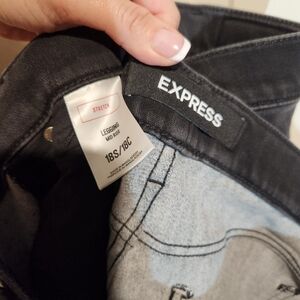 EXPRESS
STRETCH
LEGGING
MID RISE
18S/18C